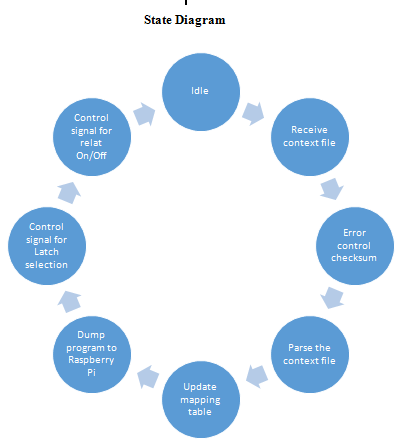 State Diagram
Idle
Receive
context file
Error
control
checksum
Parse the
context file
Update
mapping
table
Dump
program to
Raspberry
Pi
Control
signal for
Latch
selection
Control
signal for
relat
On/Off